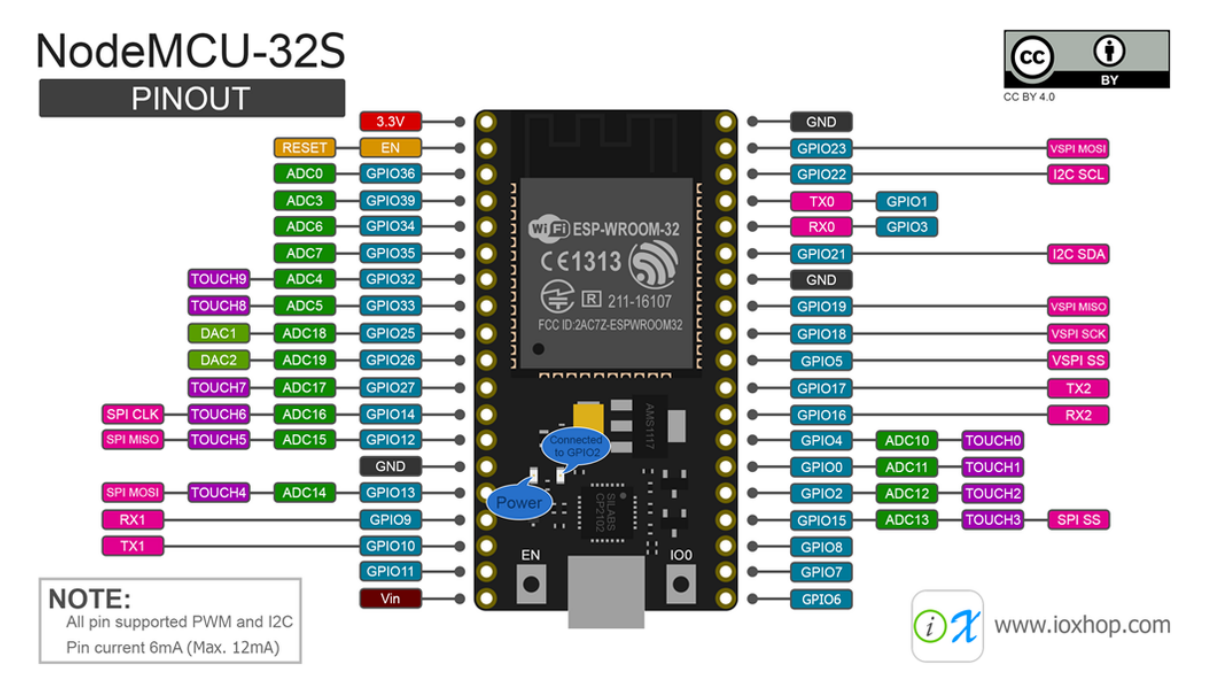 NodeMCU-32S
PINOUT
cc BY
CC BY 4.0
3.3V GND
RESET EN GPIO23 VSPI MOSI
ADC0 GPIO36 GPIO22 I2C SCL
ADC3 GPIO39 TX0 GPIO1
ADC6 GPIO34 RX0 GPIO3
ADC7 GPIO35 GPIO21 I2C SDA
TOUCH9 ADC4 GPIO32 GND
TOUCH8 ADC5 GPIO33 GPIO19 VSPI MISO
DAC1 ADC18 GPIO25 GPIO18 VSPI SCK
DAC2 ADC19 GPIO26 GPIO5 VSPI SS
TOUCH7 ADC17 GPIO27 GPIO17 TX2
SPI CLK TOUCH6 ADC16 GPIO14 GPIO16 RX2
SPI MISO TOUCH5 ADC15 GPIO12 GPIO4 ADC10 TOUCH0
GND GPIO0 ADC11 TOUCH1
SPI MOSI TOUCH4 ADC14 GPIO13 GPIO2 ADC12 TOUCH2
RX1 GPIO9 GPIO15 ADC13 TOUCH3 SPI SS
TX1 GPIO10 GPIO8
GPIO11 GPIO7
Vin GPIO6
WiFi ESP-WROOM-32
CE1313
R 211-16107
FCC ID:2AC7Z-ESPWROOM32
AMS1117
Connected
to GPIO2
Power
SILABS
CP2102
EN
IO0
NOTE:
All pin supported PWM and I2C
Pin current 6mA (Max. 12mA)
iX
www.ioxhop.com